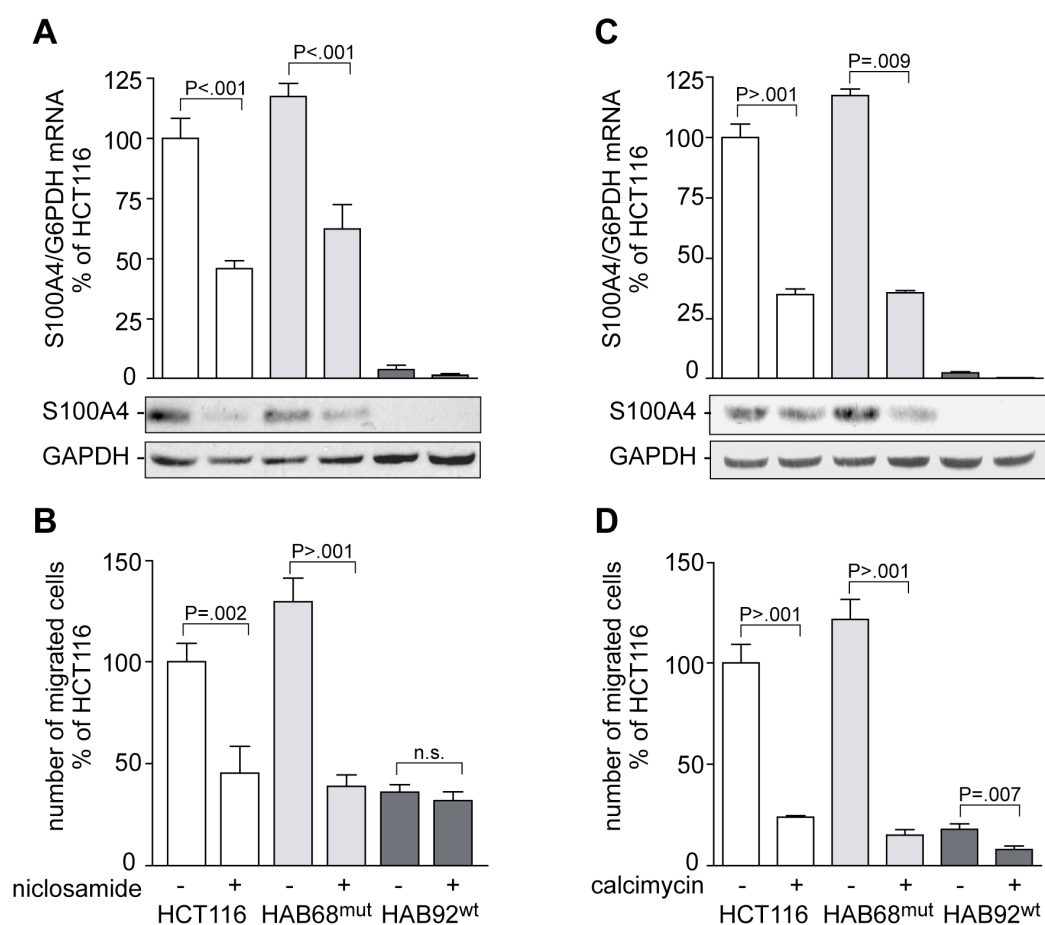 A
S100A4/G6PDH mRNA
% of HCT116
125
100
75
50
25
0
P<.001
P<.001
S100A4
GAPDH
B
number of migrated cells
% of HCT116
150
100
50
0
P=.002
P>.001
n.s.
niclosamide - + - + - +
HCT116 HAB68mut HAB92wt
C
S100A4/G6PDH mRNA
% of HCT116
125
100
75
50
25
0
P>.001
P=.009
S100A4
GAPDH
D
number of migrated cells
% of HCT116
150
100
50
0
P>.001
P>.001
P=.007
calcimycin - + - + - +
HCT116 HAB68mut HAB92wt